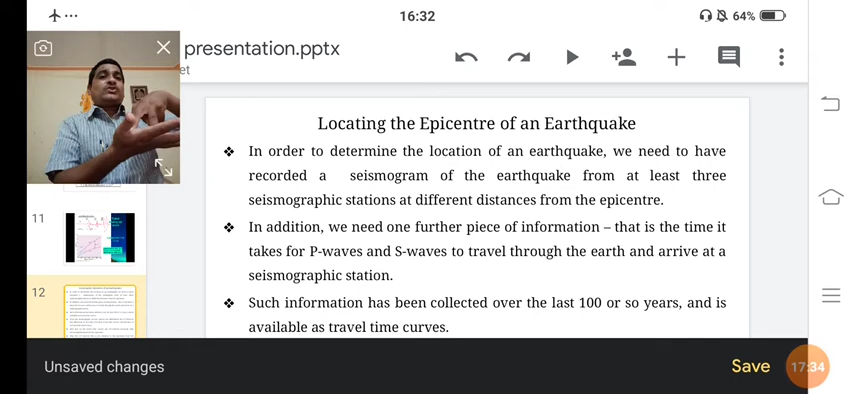 16:32
64%
presentation.pptx
et
Locating the Epicentre of an Earthquake
❖ In order to determine the location of an earthquake, we need to have
recorded a seismogram of the earthquake from at least three
seismographic stations at different distances from the epicentre.
❖ In addition, we need one further piece of information – that is the time it
takes for P-waves and S-waves to travel through the earth and arrive at a
seismographic station.
❖ Such information has been collected over the last 100 or so years, and is
available as travel time curves.
11
12
Unsaved changes
Save
17:34